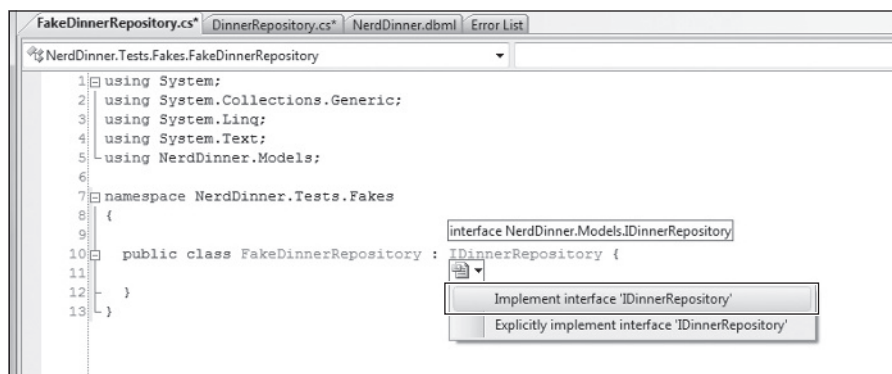 FakeDinnerRepository.cs* DinnerRepository.cs* NerdDinner.dbml Error List
NerdDinner.Tests.Fakes.FakeDinnerRepository
1 using System;
2 using System.Collections.Generic;
3 using System.Linq;
4 using System.Text;
5 using NerdDinner.Models;
6
7 namespace NerdDinner.Tests.Fakes
8 {
9
interface NerdDinner.Models.IDinnerRepository
10 public class FakeDinnerRepository : IDinnerRepository {
11
12 }
Implement interface 'IDinnerRepository'
13 }
Explicitly implement interface 'IDinnerRepository'